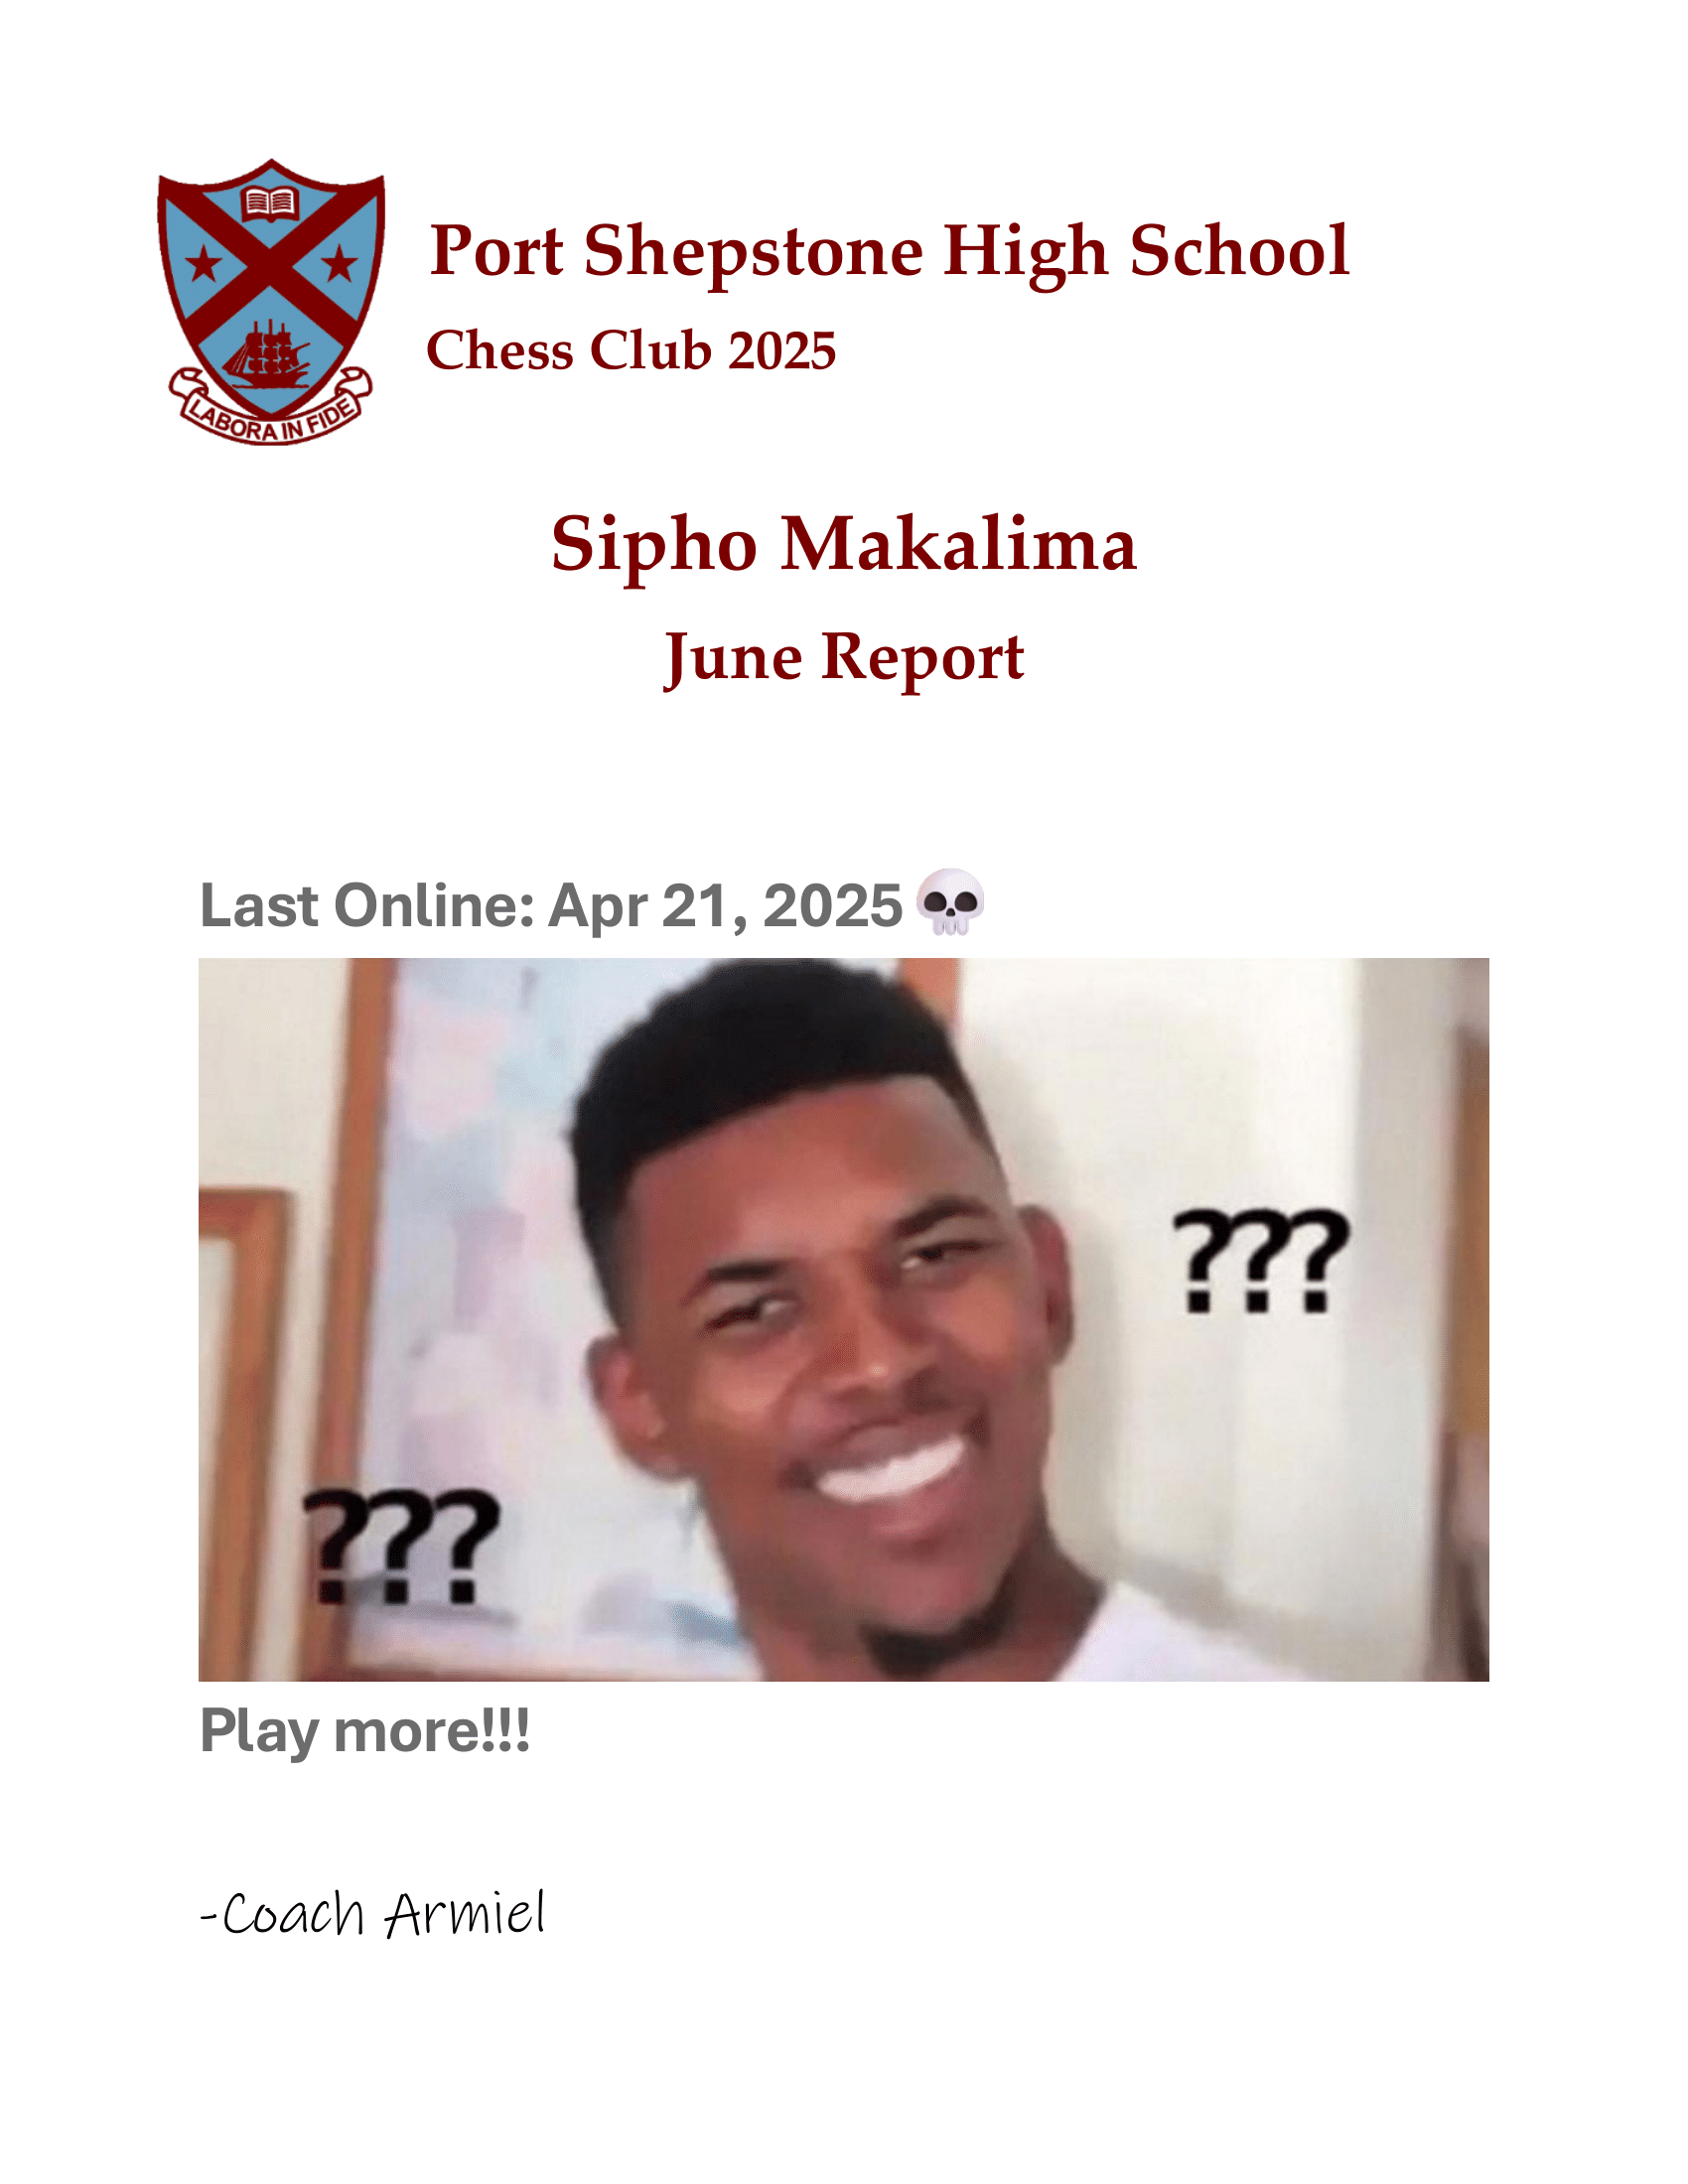 LABORA IN FIDE
Port Shepstone High School
Chess Club 2025
Sipho Makalima
June Report
Last Online: Apr 21, 2025 💀
???
???
Play more!!!
-Coach Armiel